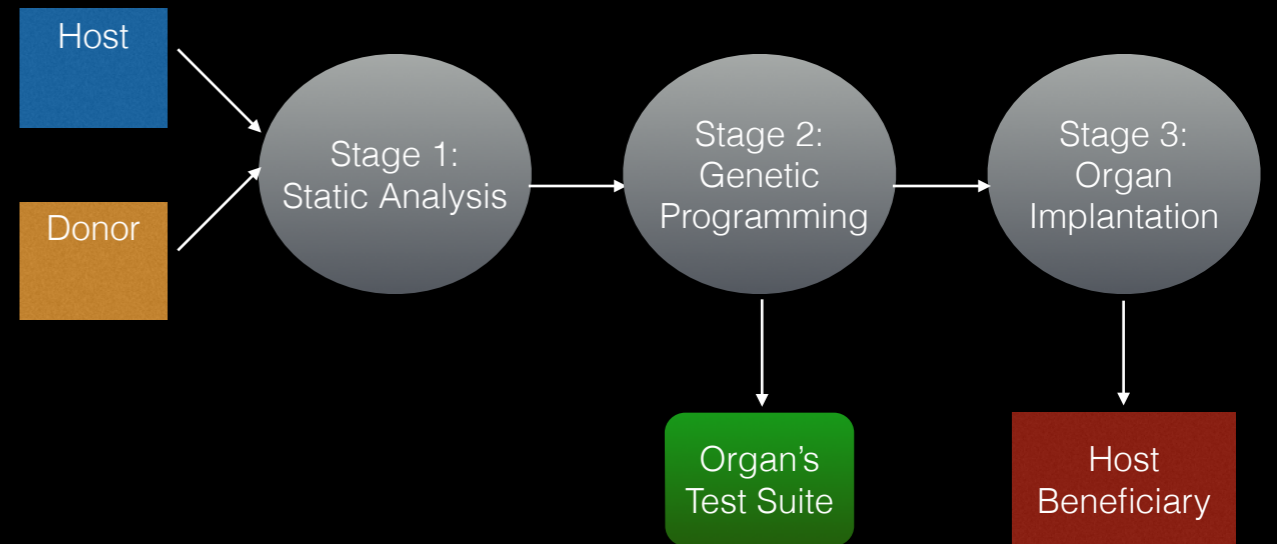 Host
Donor
Stage 1:
Static Analysis
Stage 2:
Genetic
Programming
Stage 3:
Organ
Implantation
Organ’s
Test Suite
Host
Beneficiary